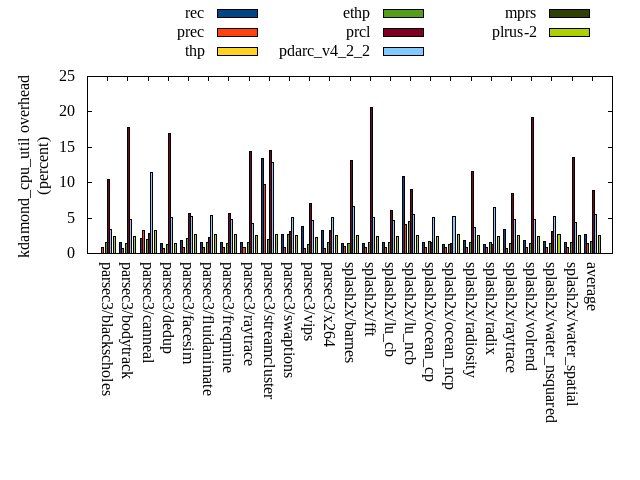 rec
prec
thp
ethp
prcl
pdarc_v4_2_2
mprs
plrus-2
kdamond_cpu_util overhead
(percent)
25
20
15
10
5
0
parsec3/blackscholes
parsec3/bodytrack
parsec3/canneal
parsec3/dedup
parsec3/facesim
parsec3/fluidanimate
parsec3/freqmine
parsec3/raytrace
parsec3/streamcluster
parsec3/swaptions
parsec3/vips
parsec3/x264
splash2x/barnes
splash2x/fft
splash2x/lu_cb
splash2x/lu_ncb
splash2x/ocean_cp
splash2x/ocean_ncp
splash2x/radiosity
splash2x/radix
splash2x/raytrace
splash2x/volrend
splash2x/water_nsquared
splash2x/water_spatial
average